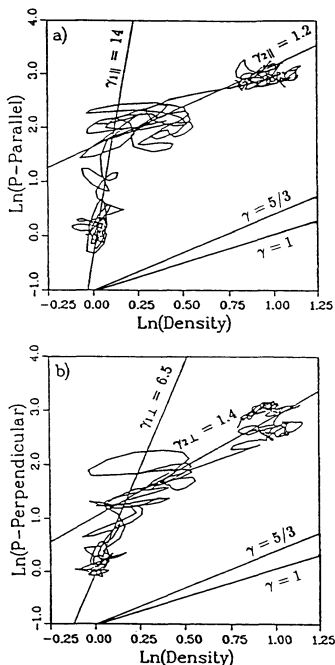 a)
γ₁∥ = 14
γ₂∥ = 1.2
γ = 5/3
γ = 1
Ln(P-Parallel)
4.0
3.0
2.0
1.0
0.0
-1.0
-0.25 0.00 0.25 0.50 0.75 1.00 1.25
Ln(Density)
b)
γ₁⊥ = 6.5
γ₂⊥ = 1.4
γ = 5/3
γ = 1
Ln(P-Perpendicular)
4.0
3.0
2.0
1.0
0.0
-1.0
-0.25 0.00 0.25 0.50 0.75 1.00 1.25
Ln(Density)